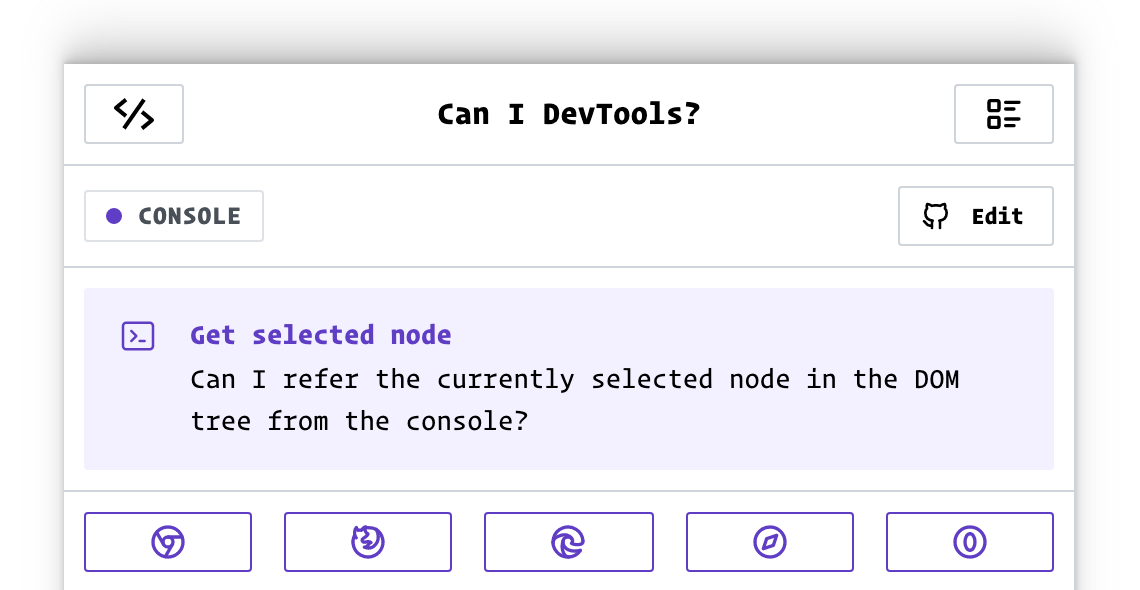 Can I DevTools?
CONSOLE
Edit
Get selected node
Can I refer the currently selected node in the DOM
tree from the console?